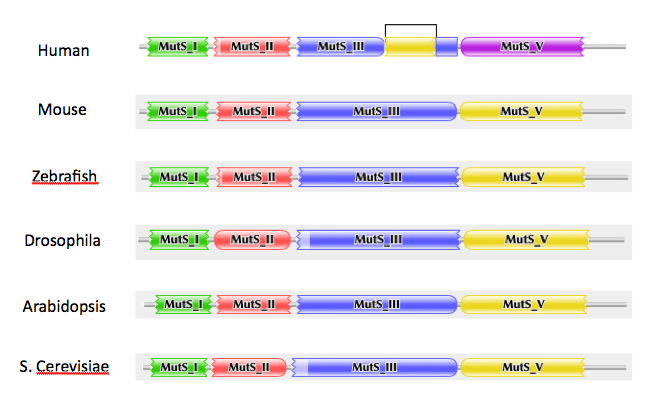 Human MutS_I MutS_II MutS_III MutS_V
Mouse MutS_I MutS_II MutS_III MutS_V
Zebrafish MutS_I MutS_II MutS_III MutS_V
Drosophila MutS_I MutS_II MutS_III MutS_V
Arabidopsis MutS_I MutS_II MutS_III MutS_V
S. Cerevisiae MutS_I MutS_II MutS_III MutS_V